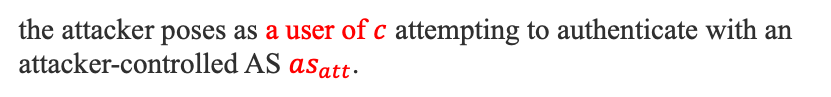 the attacker poses as a user of c attempting to authenticate with an
attacker-controlled AS as_att.